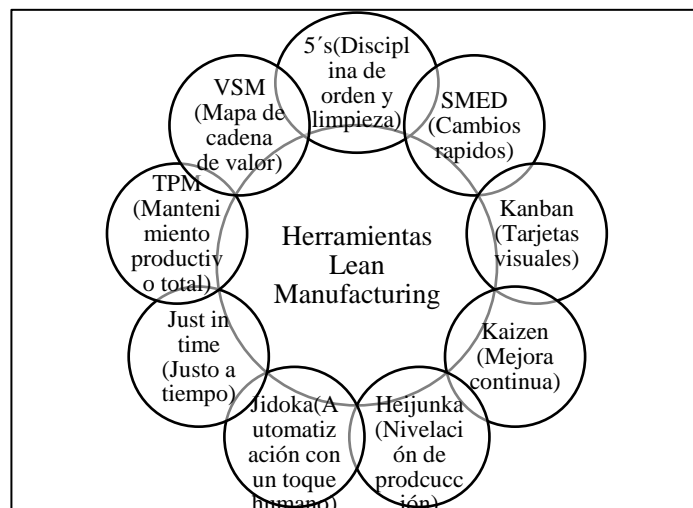 5´s(Discipl
ina de
orden y
limpieza)
SMED
(Cambios
rapidos)
Kanban
(Tarjetas
visuales)
Kaizen
(Mejora
continua)
Heijunka
(Nivelaci
ón de
prodcucc
ión)
Jidoka(A
utomatiz
ación con
un toque
humano)
Just in
time
(Justo a
tiempo)
TPM
(Manteni
miento
productiv
o total)
VSM
(Mapa de
cadena
de valor)
Herramientas
Lean
Manufacturing